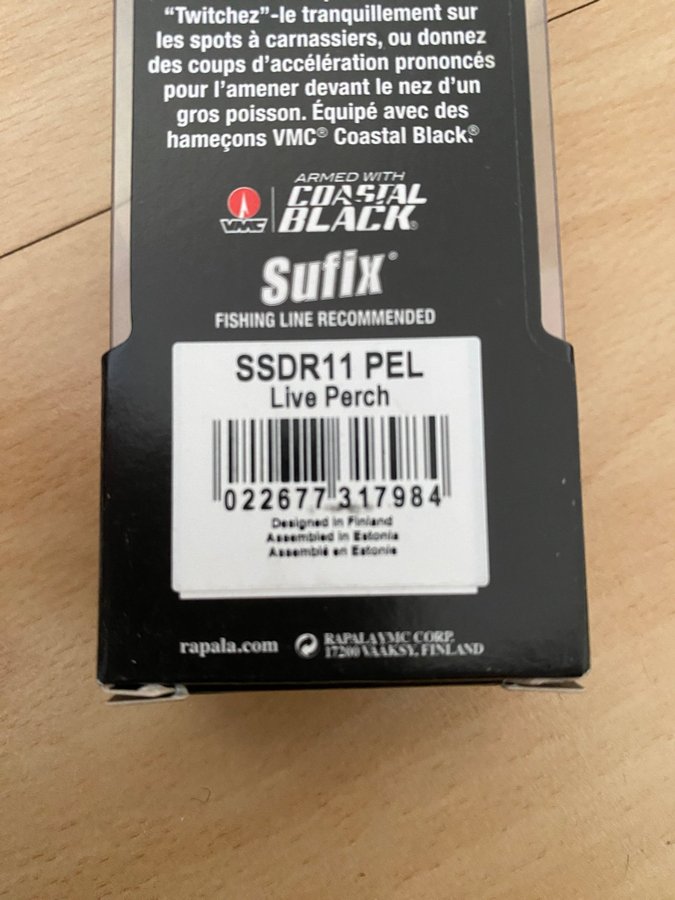 "Twitchez"-le tranquillement sur
les spots à carnassiers, ou donnez
des coups d'accélération prononcés
pour l'amener devant le nez d'un
gros poisson. Équipé avec des
hameçons VMC® Coastal Black.®
ARMED WITH
VMC COASTAL
BLACK®
Sufix®
FISHING LINE RECOMMENDED
SSDR11 PEL
Live Perch
022677 317984
Designed in Finland
Assembled in Estonia
Assemblé en Estonie
rapala.com RAPALA VMC CORP.
17200 VÄÄKSY, FINLAND